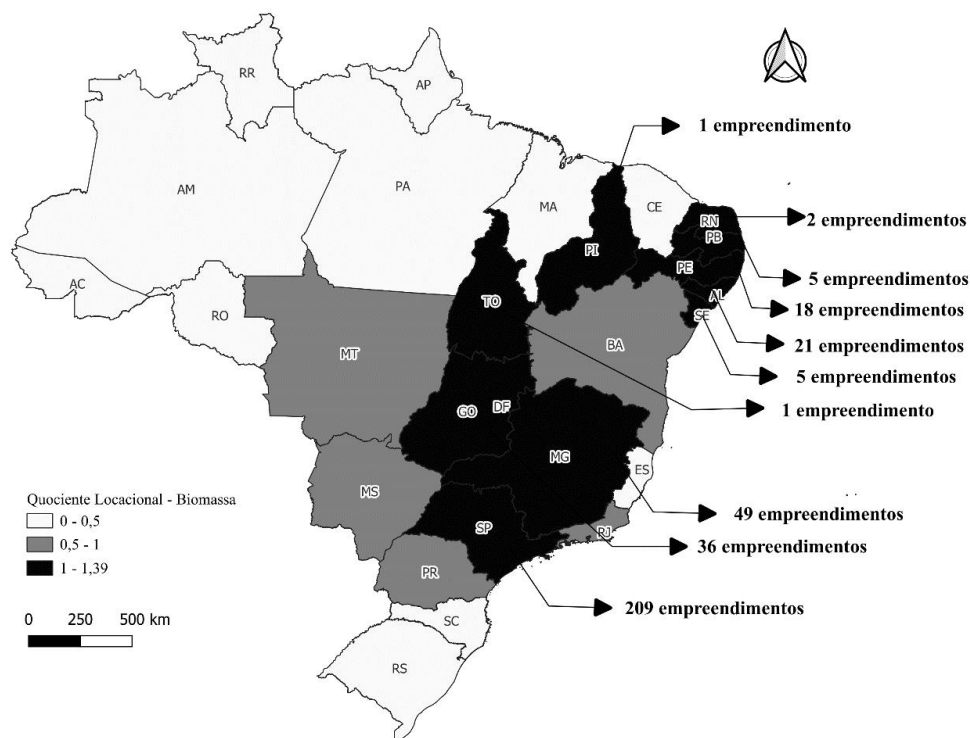 RR
AP
1 empreendimento
AM
PA
MA
CE
RN
2 empreendimentos
PB
PI
PE
5 empreendimentos
AC
TO
AL
18 empreendimentos
RO
SE
21 empreendimentos
MT
BA
5 empreendimentos
GO
DF
1 empreendimento
MG
ES
MS
Quociente Locacional - Biomassa
0 - 0,5
0,5 - 1
1 - 1,39
49 empreendimentos
SP
RJ
36 empreendimentos
PR
209 empreendimentos
0 250 500 km
SC
RS